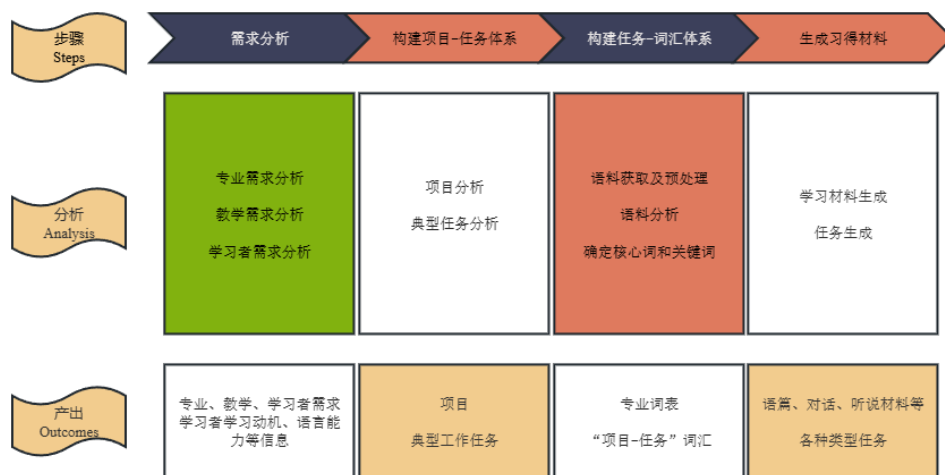 步骤
Steps
需求分析
构建项目-任务体系
构建任务-词汇体系
生成习得材料
分析
Analysis
专业需求分析
教学需求分析
学习者需求分析
项目分析
典型任务分析
语料获取及预处理
语料分析
确定核心词和关键词
学习材料生成
任务生成
产出
Outcomes
专业、教学、学习者需求
学习者学习动机、语言能
力等信息
项目
典型工作任务
专业词表
“项目-任务”词汇
语篇、对话、听说材料等
各种类型任务